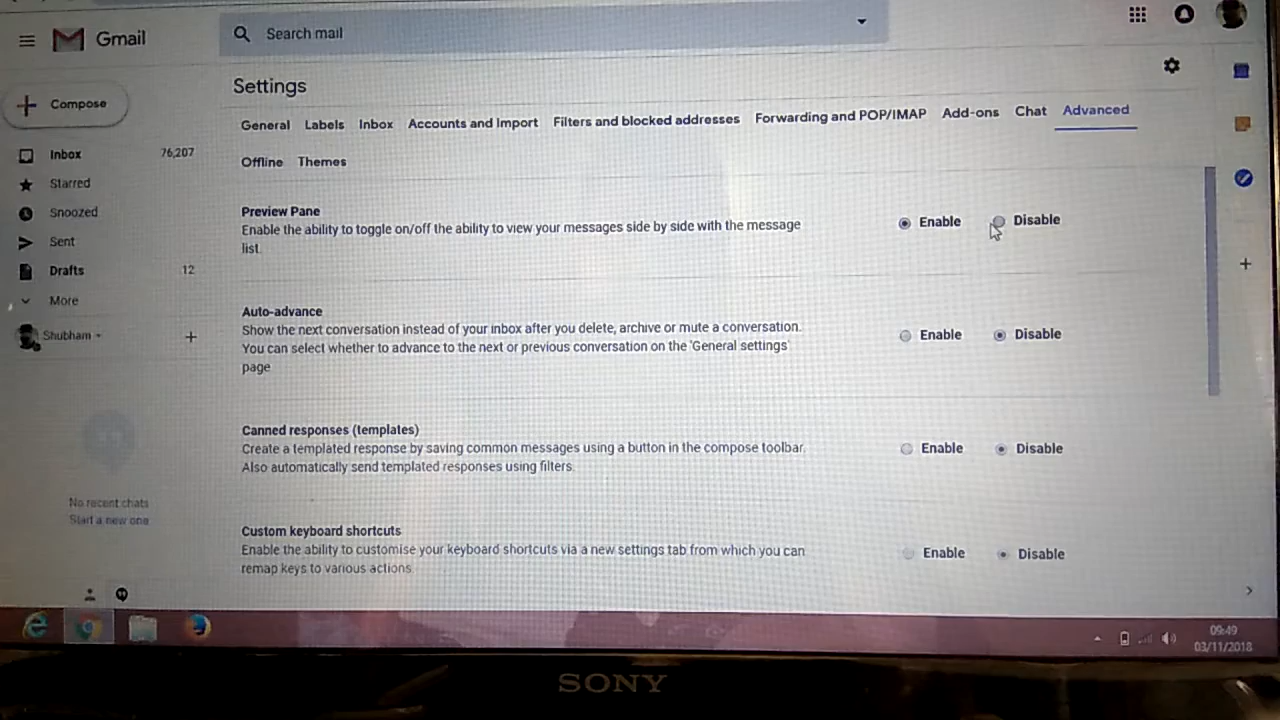 Gmail
Search mail
Compose
Inbox 76,207
Starred
Snoozed
Sent
Drafts 12
More
Shubham
No recent chats
Start a new one
Settings
General Labels Inbox Accounts and Import Filters and blocked addresses Forwarding and POP/IMAP Add-ons Chat Advanced
Offline Themes
Preview Pane
Enable the ability to toggle on/off the ability to view your messages side by side with the message
list.
Enable Disable
Auto-advance
Show the next conversation instead of your inbox after you delete, archive or mute a conversation.
You can select whether to advance to the next or previous conversation on the 'General settings'
page
Enable Disable
Canned responses (templates)
Create a templated response by saving common messages using a button in the compose toolbar.
Also automatically send templated responses using filters.
Enable Disable
Custom keyboard shortcuts
Enable the ability to customise your keyboard shortcuts via a new settings tab from which you can
remap keys to various actions.
Enable Disable
09:49
03/11/2018
SONY